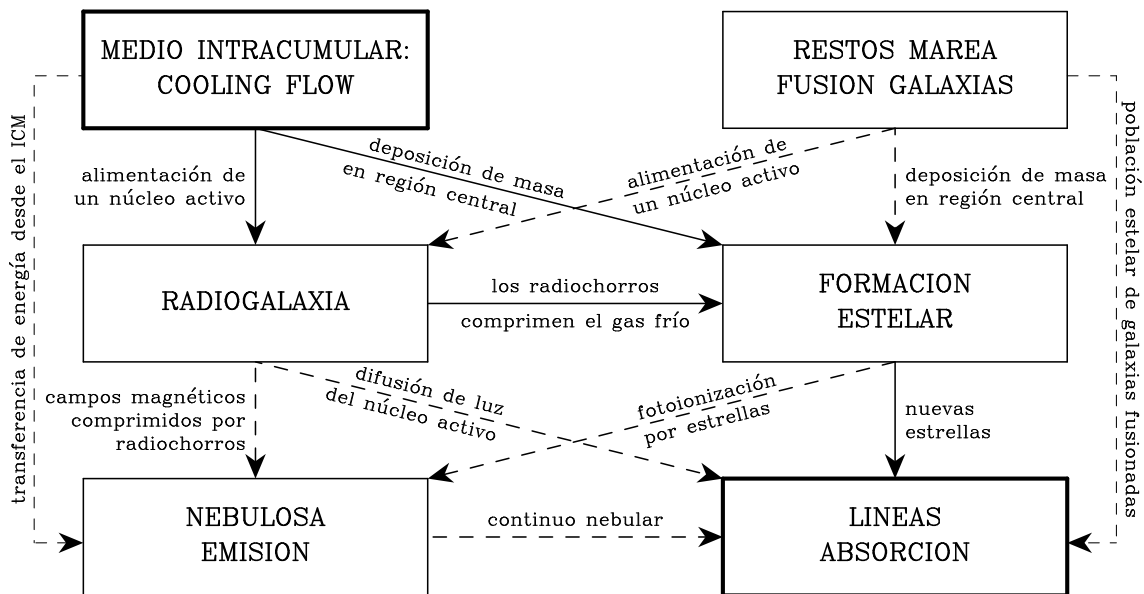 MEDIO INTRACUMULAR:
COOLING FLOW
RESTOS MAREA
FUSION GALAXIAS
transferencia de energía desde el ICM
población estelar de galaxias fusionadas
alimentación de
un núcleo activo
deposición de masa
en región central
alimentación de
un núcleo activo
deposición de masa
en región central
RADIOGALAXIA
los radiochorros
comprimen el gas frío
FORMACION
ESTELAR
campos magnéticos
comprimidos por
radiochorros
difusión de luz
del núcleo activo
fotoionización
por estrellas
nuevas
estrellas
NEBULOSA
EMISION
continuo nebular
LINEAS
ABSORCION